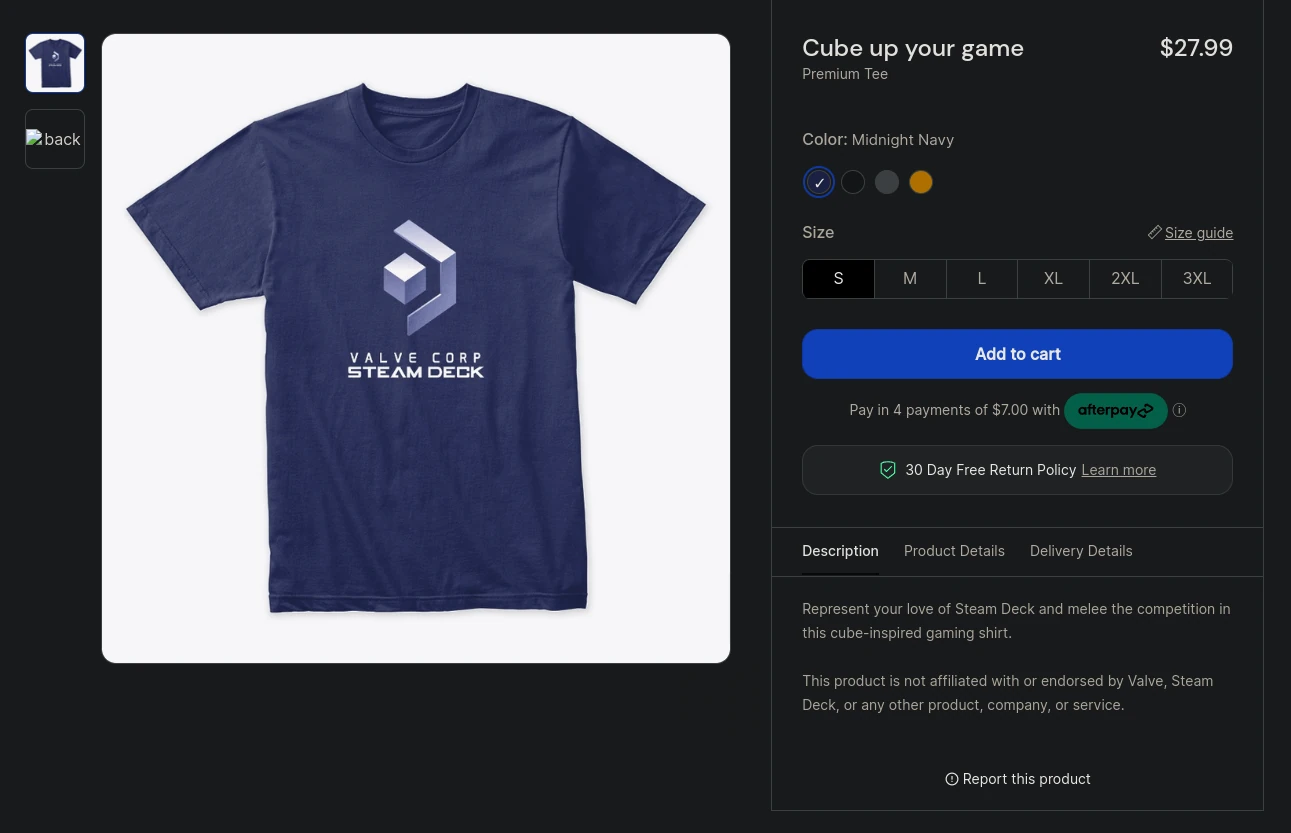 back
VALVE CORP
STEAM DECK
Cube up your game
$27.99
Premium Tee
Color: Midnight Navy
Size
Size guide
S M L XL 2XL 3XL
Add to cart
Pay in 4 payments of $7.00 with afterpay
30 Day Free Return Policy Learn more
Description Product Details Delivery Details
Represent your love of Steam Deck and melee the competition in
this cube-inspired gaming shirt.
This product is not affiliated with or endorsed by Valve, Steam
Deck, or any other product, company, or service.
Report this product